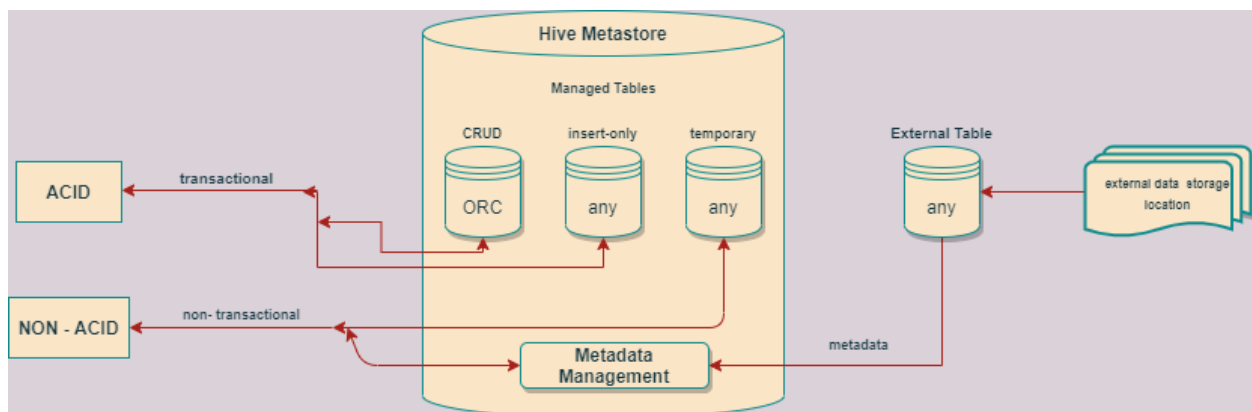 Hive Metastore
Managed Tables
CRUD
insert-only
temporary
External Table
ORC
any
any
any
external data storage
location
ACID
transactional
NON - ACID
non- transactional
metadata
Metadata
Management